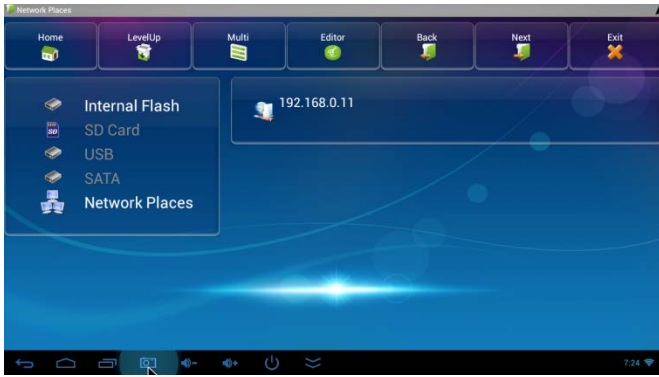 Network Places
Home LevelUp Multi Editor Back Next Exit
Internal Flash
SD Card
USB
SATA
Network Places
192.168.0.11
7:24